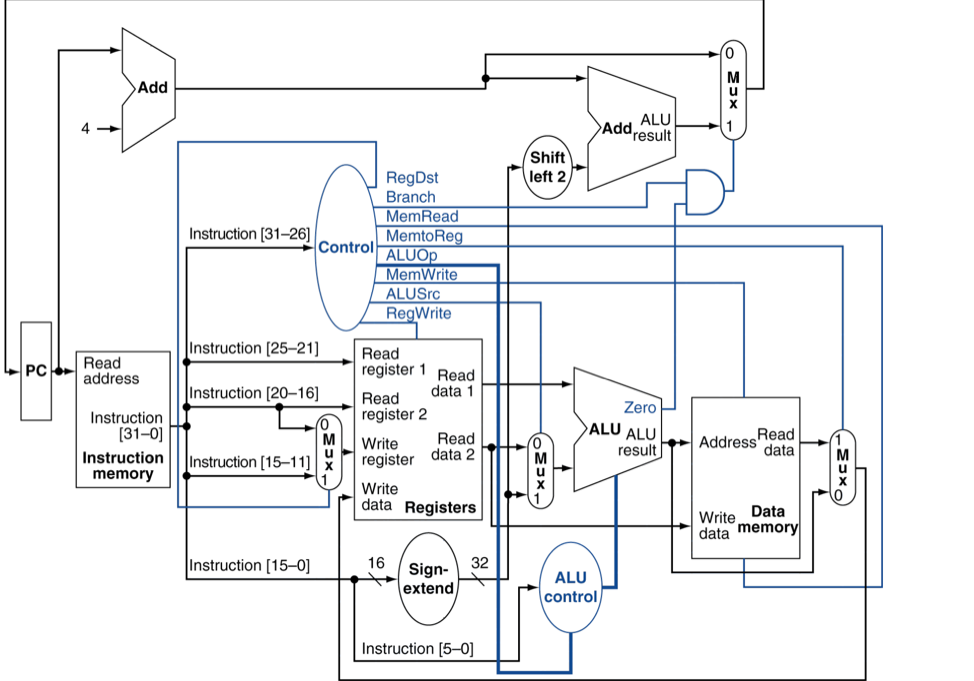 0
M
u
x
1
Add
4
Add
ALU
result
Shift
left 2
RegDst
Branch
MemRead
MemtoReg
ALUOp
MemWrite
ALUSrc
RegWrite
Control
Instruction [31–26]
Instruction [25–21]
Instruction [20–16]
Instruction [15–11]
Instruction [15–0]
Instruction [5–0]
PC
Read
address
Instruction
[31–0]
Instruction
memory
0
M
u
x
1
Read
register 1
Read
register 2
Write
register
Write
data
Read
data 1
Read
data 2
Registers
0
M
u
x
1
Zero
ALU
ALU
result
Address
Read
data
Write
data
Data
memory
1
M
u
x
0
16
Sign-
extend
32
ALU
control